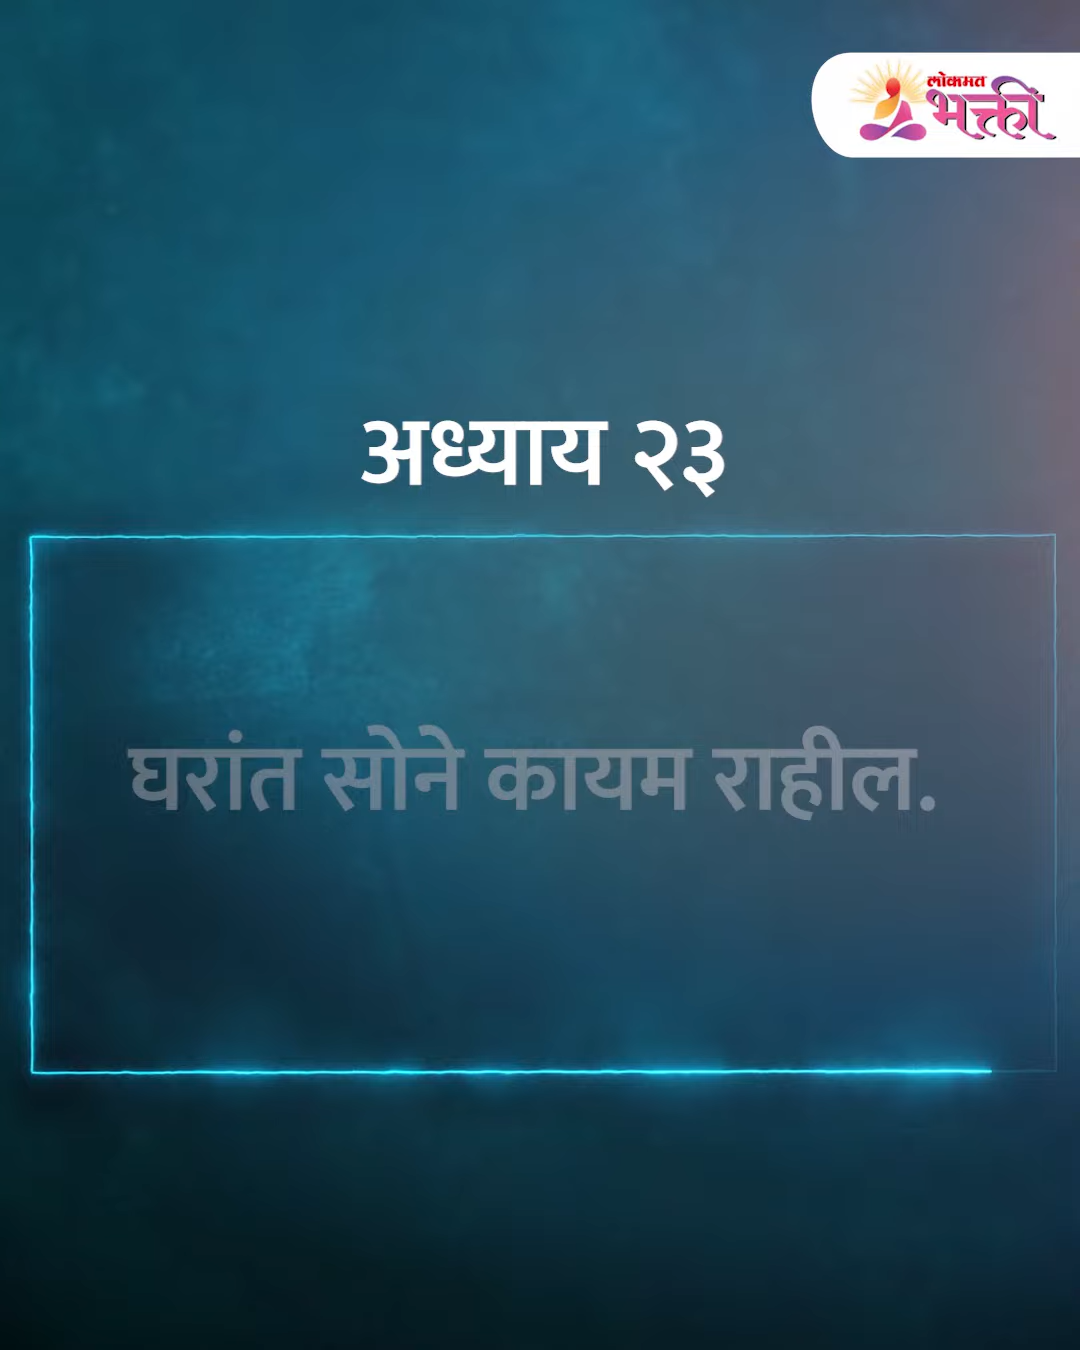 लोकमत
भक्ती
अध्याय २३
घरांत सोने कायम राहील.